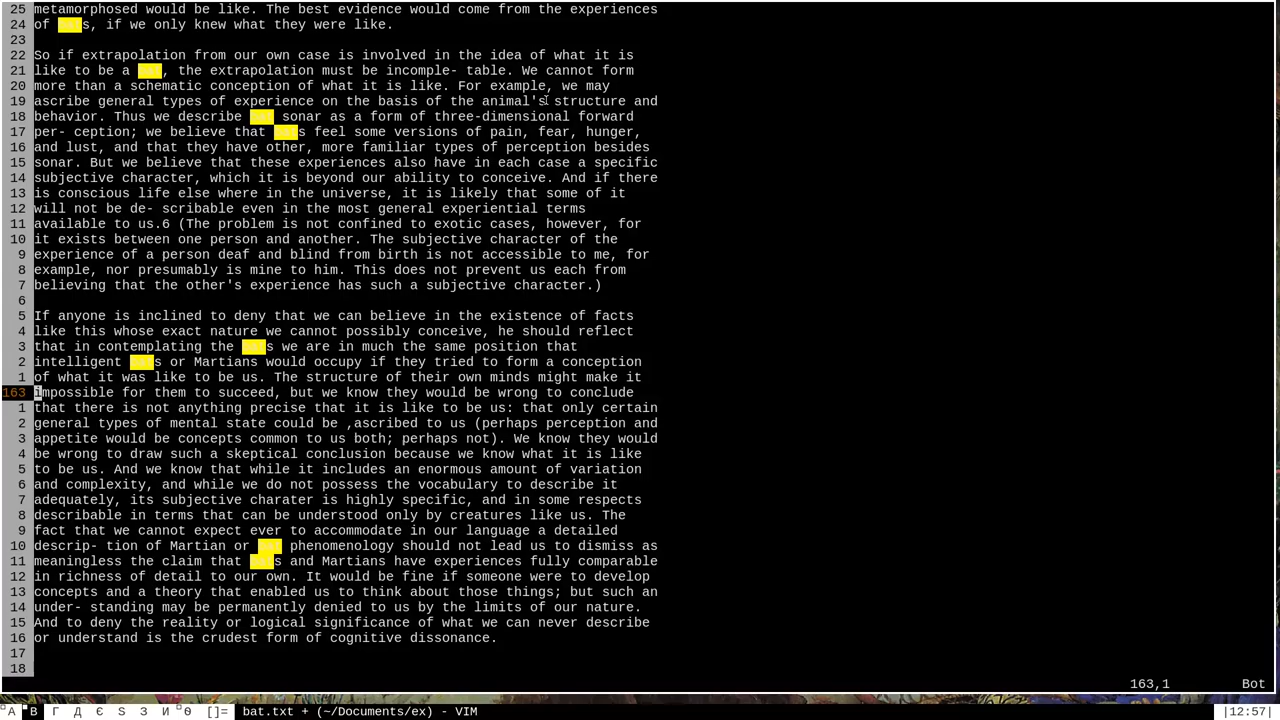 25 metamorphosed would be like. The best evidence would come from the experiences
24 of bats, if we only knew what they were like.
23
22 So if extrapolation from our own case is involved in the idea of what it is
21 like to be a bat, the extrapolation must be incomple- table. We cannot form
20 more than a schematic conception of what it is like. For example, we may
19 ascribe general types of experience on the basis of the animal's structure and
18 behavior. Thus we describe bat sonar as a form of three-dimensional forward
17 per- ception; we believe that bats feel some versions of pain, fear, hunger,
16 and lust, and that they have other, more familiar types of perception besides
15 sonar. But we believe that these experiences also have in each case a specific
14 subjective character, which it is beyond our ability to conceive. And if there
13 is conscious life else where in the universe, it is likely that some of it
12 will not be de- scribable even in the most general experiential terms
11 available to us.6 (The problem is not confined to exotic cases, however, for
10 it exists between one person and another. The subjective character of the
9 experience of a person deaf and blind from birth is not accessible to me, for
8 example, nor presumably is mine to him. This does not prevent us each from
7 believing that the other's experience has such a subjective character.)
6
5 If anyone is inclined to deny that we can believe in the existence of facts
4 like this whose exact nature we cannot possibly conceive, he should reflect
3 that in contemplating the bats we are in much the same position that
2 intelligent bats or Martians would occupy if they tried to form a conception
1 of what it was like to be us. The structure of their own minds might make it
163 impossible for them to succeed, but we know they would be wrong to conclude
1 that there is not anything precise that it is like to be us: that only certain
2 general types of mental state could be ,ascribed to us (perhaps perception and
3 appetite would be concepts common to us both; perhaps not). We know they would
4 be wrong to draw such a skeptical conclusion because we know what it is like
5 to be us. And we know that while it includes an enormous amount of variation
6 and complexity, and while we do not possess the vocabulary to describe it
7 adequately, its subjective charater is highly specific, and in some respects
8 describable in terms that can be understood only by creatures like us. The
9 fact that we cannot expect ever to accommodate in our language a detailed
10 descrip- tion of Martian or bat phenomenology should not lead us to dismiss as
11 meaningless the claim that bats and Martians have experiences fully comparable
12 in richness of detail to our own. It would be fine if someone were to develop
13 concepts and a theory that enabled us to think about those things; but such an
14 under- standing may be permanently denied to us by the limits of our nature.
15 And to deny the reality or logical significance of what we can never describe
16 or understand is the crudest form of cognitive dissonance.
17
18
163,1 Bot
А В Г Д Є Ѕ З И Ѳ []= bat.txt + (~/Documents/ex) - VIM |12:57|